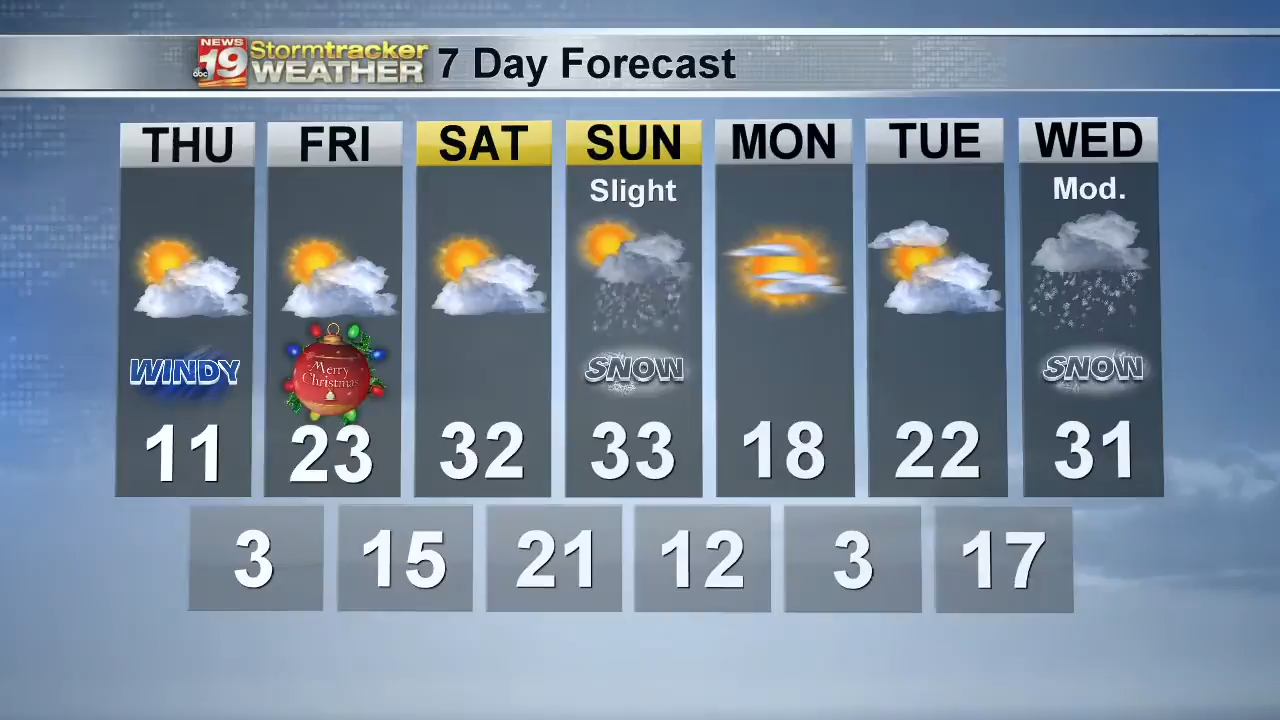 NEWS
abc 19
Stormtracker
WEATHER
7 Day Forecast
THU FRI SAT SUN MON TUE WED
Slight Mod.
WINDY
Merry
Christmas
SNOW SNOW
11 23 32 33 18 22 31
3 15 21 12 3 17